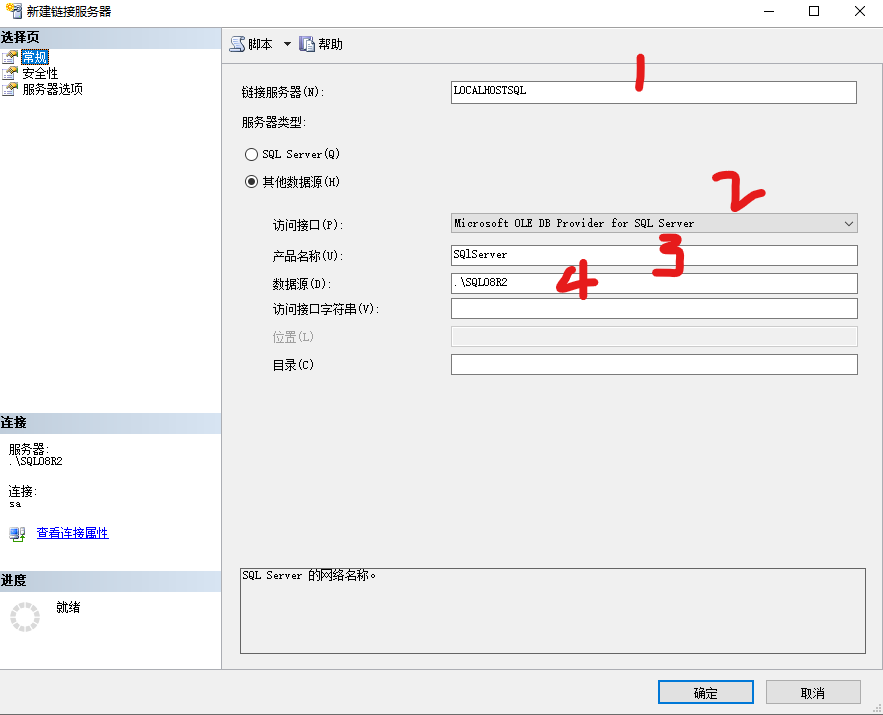 新建链接服务器
选择页
常规
安全性
服务器选项
脚本 帮助
链接服务器(N): LOCALHOSTSQL
1
服务器类型:
SQL Server(Q)
其他数据源(H)
2
访问接口(P): Microsoft OLE DB Provider for SQL Server
产品名称(U): SQlServer
3
数据源(D): .\SQL08R2
4
访问接口字符串(V):
位置(L)
目录(C)
连接
服务器:
.\SQL08R2
连接:
sa
查看连接属性
进度
就绪
SQL Server 的网络名称。
确定 取消